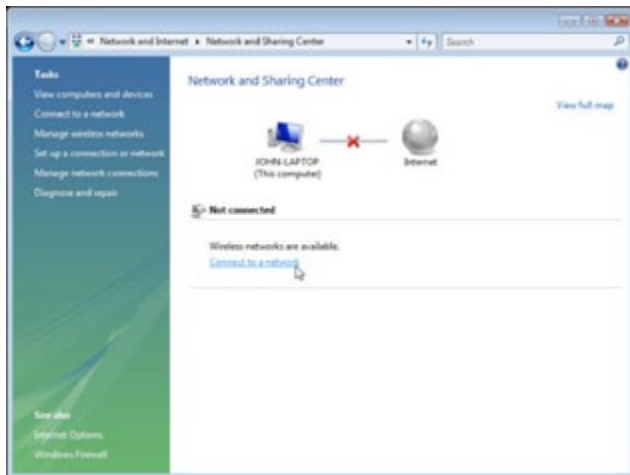 « Network and Internet ▸ Network and Sharing Center
Search
Tasks
View computers and devices
Connect to a network
Manage wireless networks
Set up a connection or network
Manage network connections
Diagnose and repair
See also
Internet Options
Windows Firewall
Network and Sharing Center
View full map
JOHN-LAPTOP
(This computer)
Internet
Not connected
Wireless networks are available.
Connect to a network